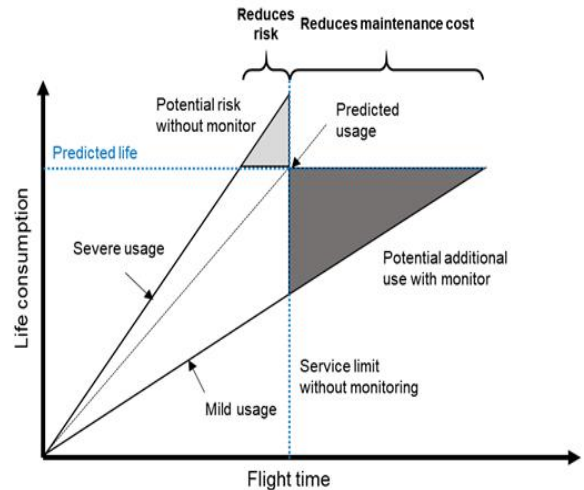 Reduces
risk
Reduces maintenance cost
Potential risk
without monitor
Predicted
usage
Predicted life
Severe usage
Potential additional
use with monitor
Life consumption
Service limit
without monitoring
Mild usage
Flight time